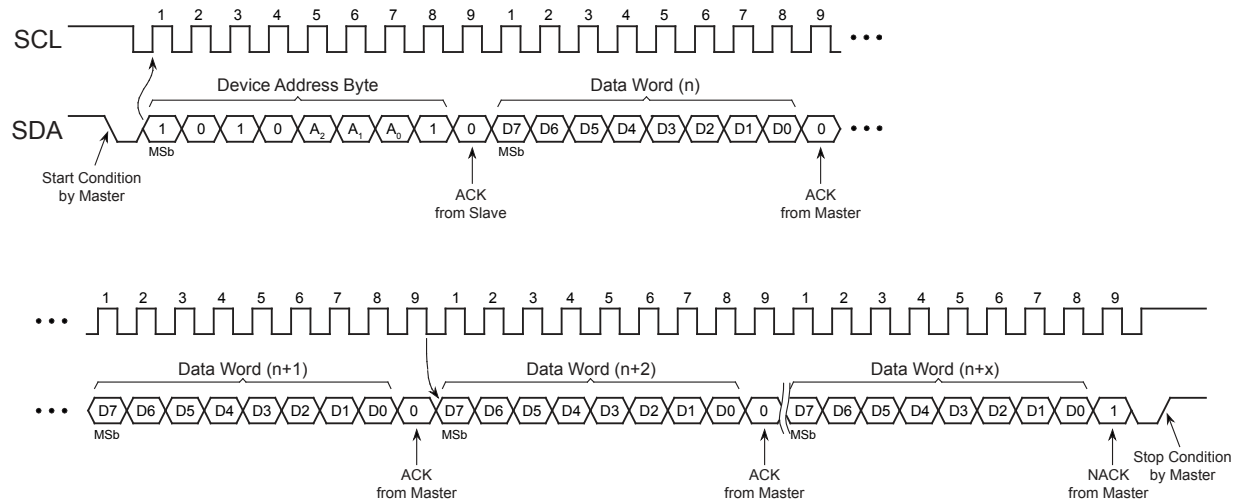 1 2 3 4 5 6 7 8 9 1 2 3 4 5 6 7 8 9
SCL
Device Address Byte Data Word (n)
SDA 1 0 1 0 A2 A1 A0 1 0 D7 D6 D5 D4 D3 D2 D1 D0 0
MSb MSb
Start Condition
by Master
ACK
from Slave
ACK
from Master
1 2 3 4 5 6 7 8 9 1 2 3 4 5 6 7 8 9 1 2 3 4 5 6 7 8 9
Data Word (n+1) Data Word (n+2) Data Word (n+x)
D7 D6 D5 D4 D3 D2 D1 D0 0 D7 D6 D5 D4 D3 D2 D1 D0 0 D7 D6 D5 D4 D3 D2 D1 D0 1
MSb MSb MSb
ACK
from Master
ACK
from Master
NACK
from Master
Stop Condition
by Master